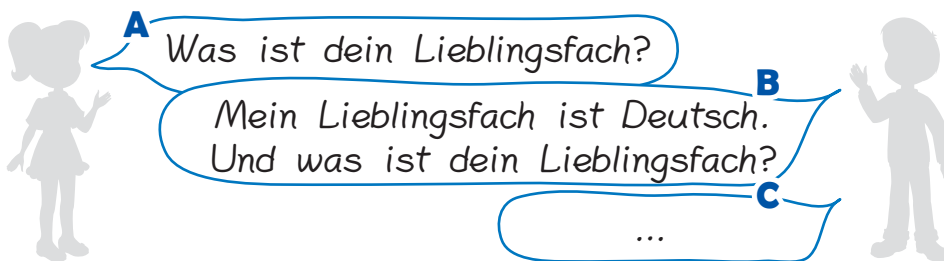 A
Was ist dein Lieblingsfach?
B
Mein Lieblingsfach ist Deutsch.
Und was ist dein Lieblingsfach?
C
...